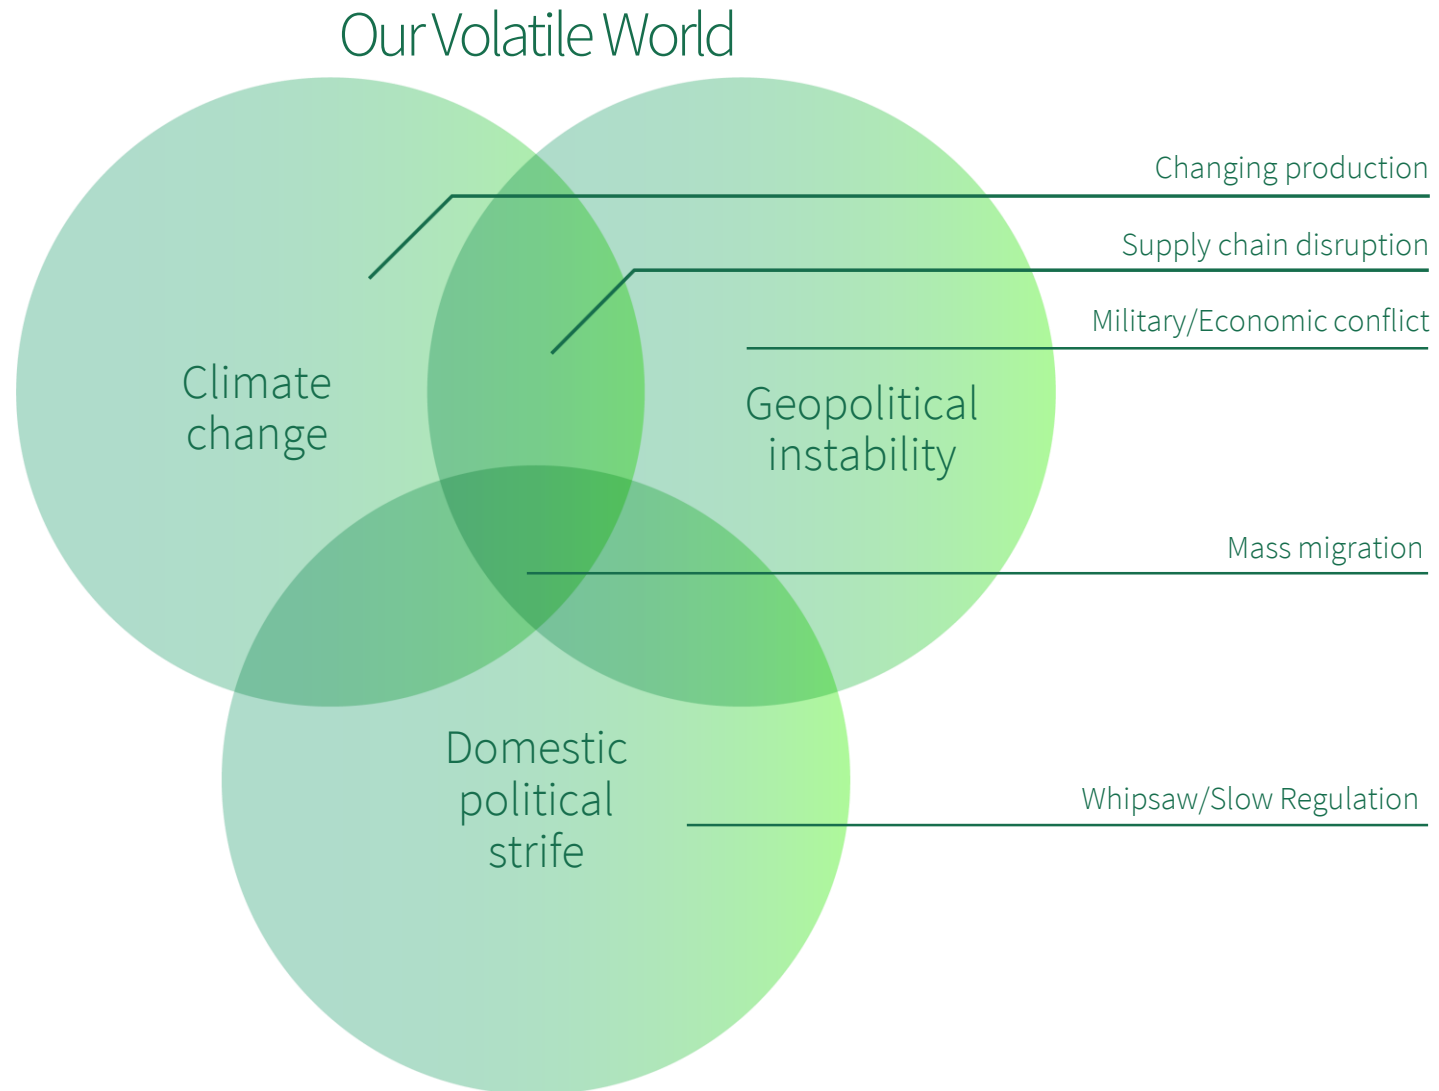 Our Volatile World
Changing production
Supply chain disruption
Military/Economic conflict
Climate
change
Geopolitical
instability
Mass migration
Domestic
political
strife
Whipsaw/Slow Regulation